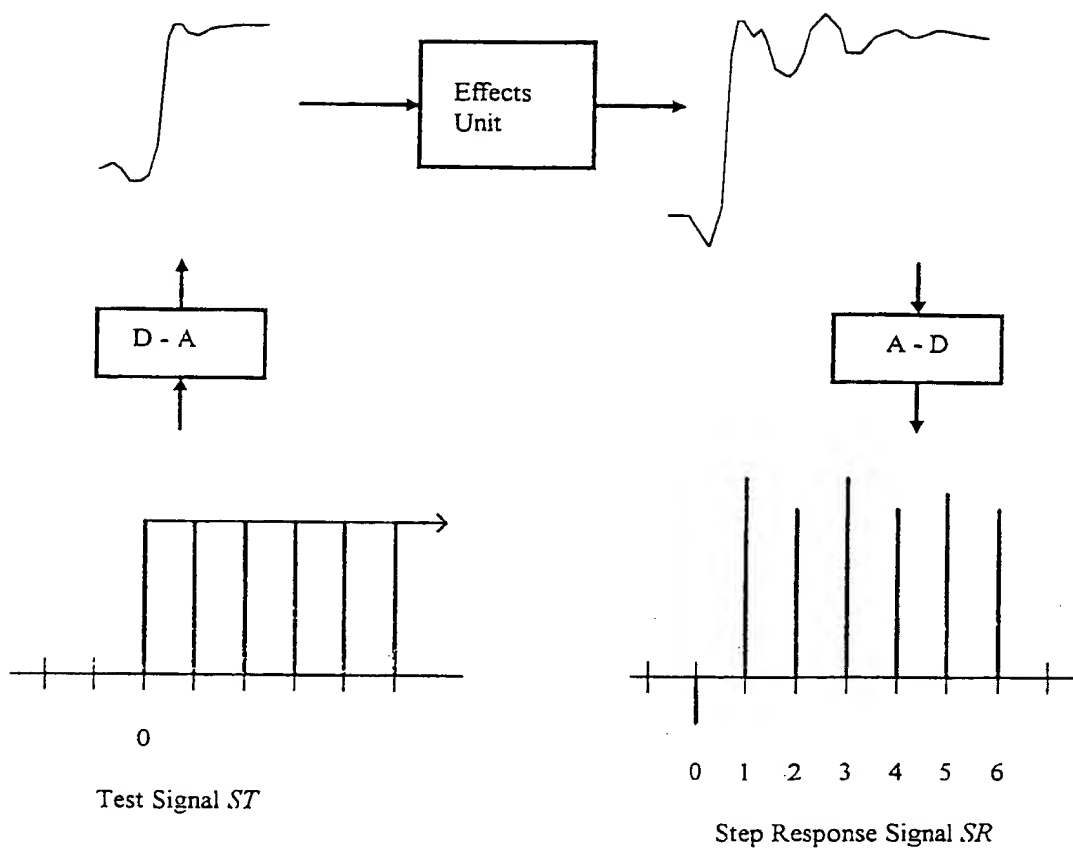 Effects
Unit
D - A
A - D
0
0 1 2 3 4 5 6
Test Signal ST
Step Response Signal SR